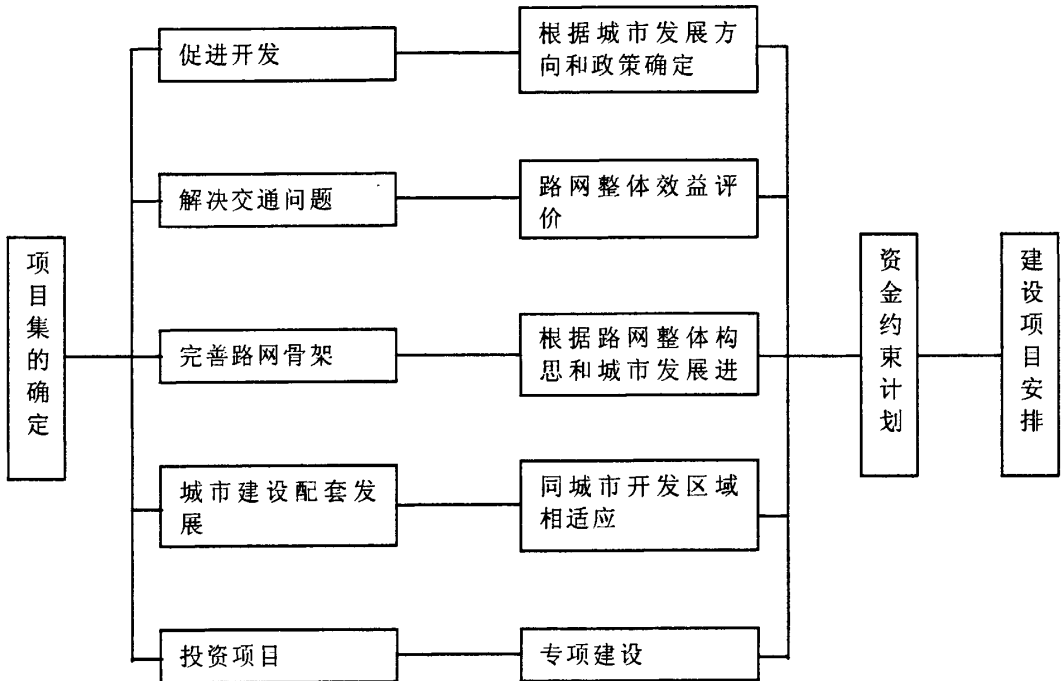 促进开发
根据城市发展方
向和政策确定
解决交通问题
路网整体效益评
价
项目集的确定
完善路网骨架
根据路网整体构
思和城市发展进
资金约束计划
建设项目安排
城市建设配套发
展
同城市开发区域
相适应
投资项目
专项建设